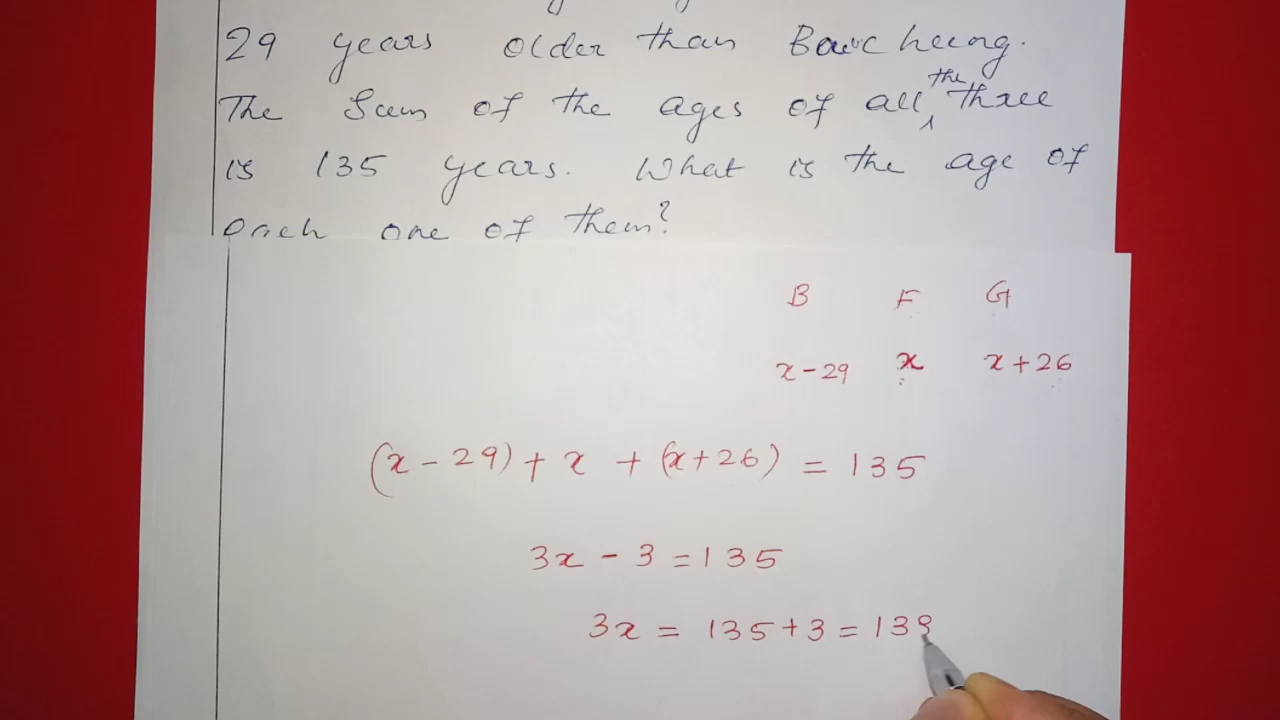 29 years older than Baichung.
The Sum of the ages of all the three
is 135 years. What is the age of
each one of them?
B F G
x-29 x x+26
(x-29)+x+(x+26)=135
3x-3=135
3x=135+3=138